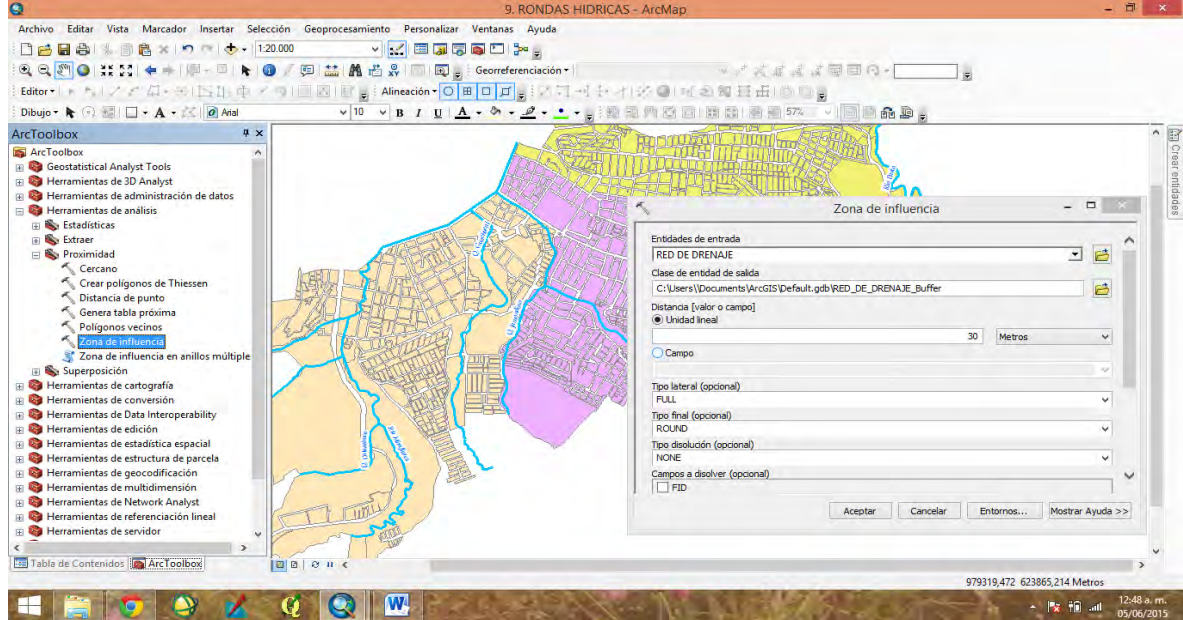 9. RONDAS HIDRICAS - ArcMap
Archivo Editar Vista Marcador Insertar Selección Geoprocesamiento Personalizar Ventanas Ayuda
1:20.000
Georreferenciación
Editor Alineación
Dibujo A Arial 10 B I U A 57%
ArcToolbox
ArcToolbox
Geostatistical Analyst Tools
Herramientas de 3D Analyst
Herramientas de administración de datos
Herramientas de análisis
Estadísticas
Extraer
Proximidad
Cercano
Crear polígonos de Thiessen
Distancia de punto
Genera tabla próxima
Polígonos vecinos
Zona de influencia
Zona de influencia en anillos múltiple
Superposición
Herramientas de cartografía
Herramientas de conversión
Herramientas de Data Interoperability
Herramientas de edición
Herramientas de estadística espacial
Herramientas de estructura de parcela
Herramientas de geocodificación
Herramientas de multidimensión
Herramientas de Network Analyst
Herramientas de referenciación lineal
Herramientas de servidor
Tabla de Contenidos ArcToolbox
Crear entidades
Zona de influencia
Entidades de entrada
RED DE DRENAJE
Clase de entidad de salida
C:\Users\\Documents\ArcGIS\Default.gdb\RED_DE_DRENAJE_Buffer
Distancia [valor o campo]
Unidad lineal
30 Metros
Campo
Tipo lateral (opcional)
FULL
Tipo final (opcional)
ROUND
Tipo disolución (opcional)
NONE
Campos a disolver (opcional)
FID
Aceptar Cancelar Entornos... Mostrar Ayuda >>
979319,472 623865,214 Metros
12:48 a. m.
05/06/2015